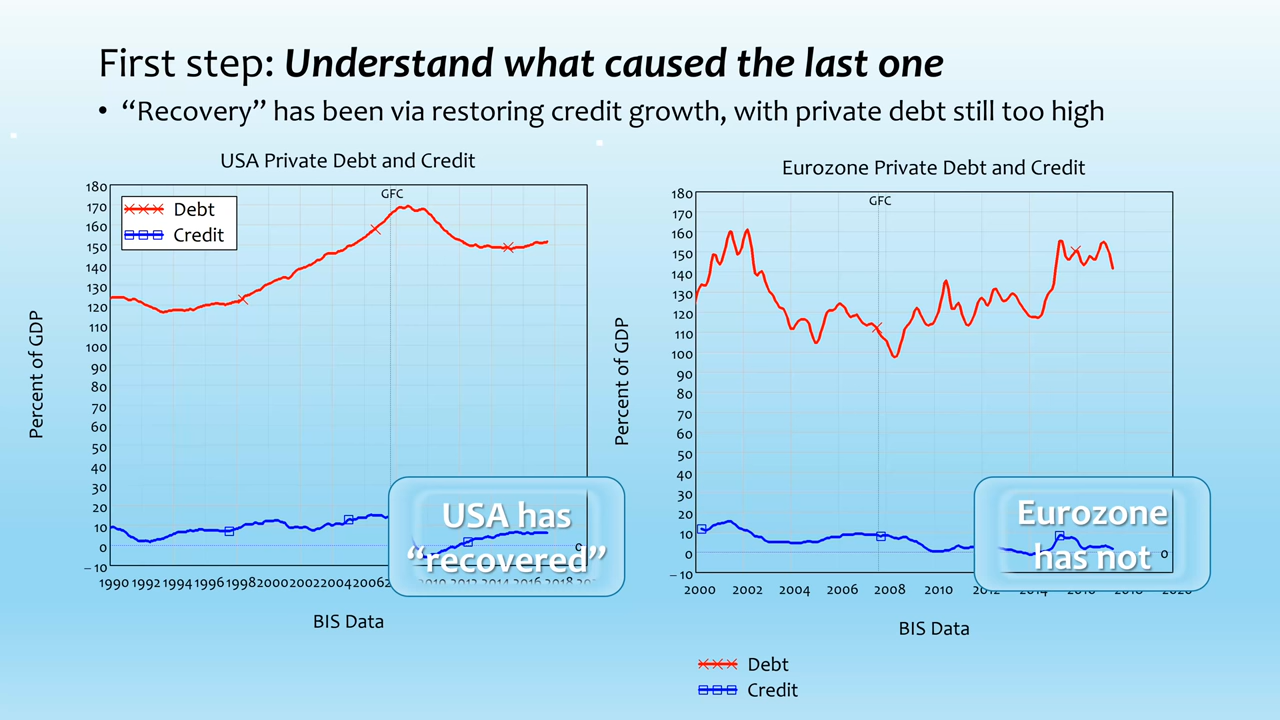 First step: Understand what caused the last one
• “Recovery” has been via restoring credit growth, with private debt still too high
USA Private Debt and Credit
GFC
Debt
Credit
180
170
160
150
140
130
120
110
100
90
80
70
60
50
40
30
20
10
0
– 10
Percent of GDP
0
1990 1992 1994 1996 1998 2000 2002 2004 2006 2010 2012 2014 2016 2018
BIS Data
USA has
“recovered”
Eurozone Private Debt and Credit
GFC
180
170
160
150
140
130
120
110
100
90
80
70
60
50
40
30
20
10
0
– 10
Percent of GDP
0
2000 2002 2004 2006 2008 2010 2012 2014 2016 2018 2020
BIS Data
Eurozone
has not
Debt
Credit